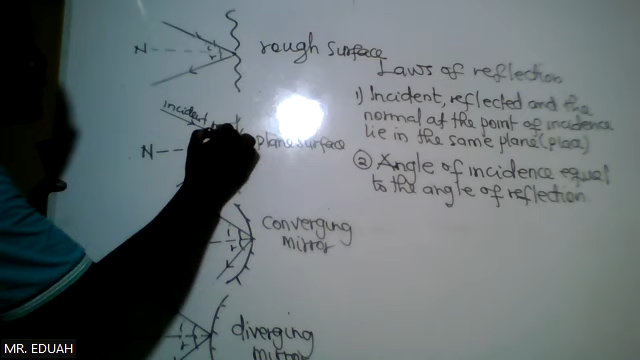 N
i
r
rough surface
Laws of reflection
1) Incident, reflected and the
normal at the point of incidence
lie in the same plane (place)
② Angle of incidence equal
to the angle of reflection
incident
N
plane surface
converging
mirror
i
r
diverging
mirror
i
r
MR. EDUAH